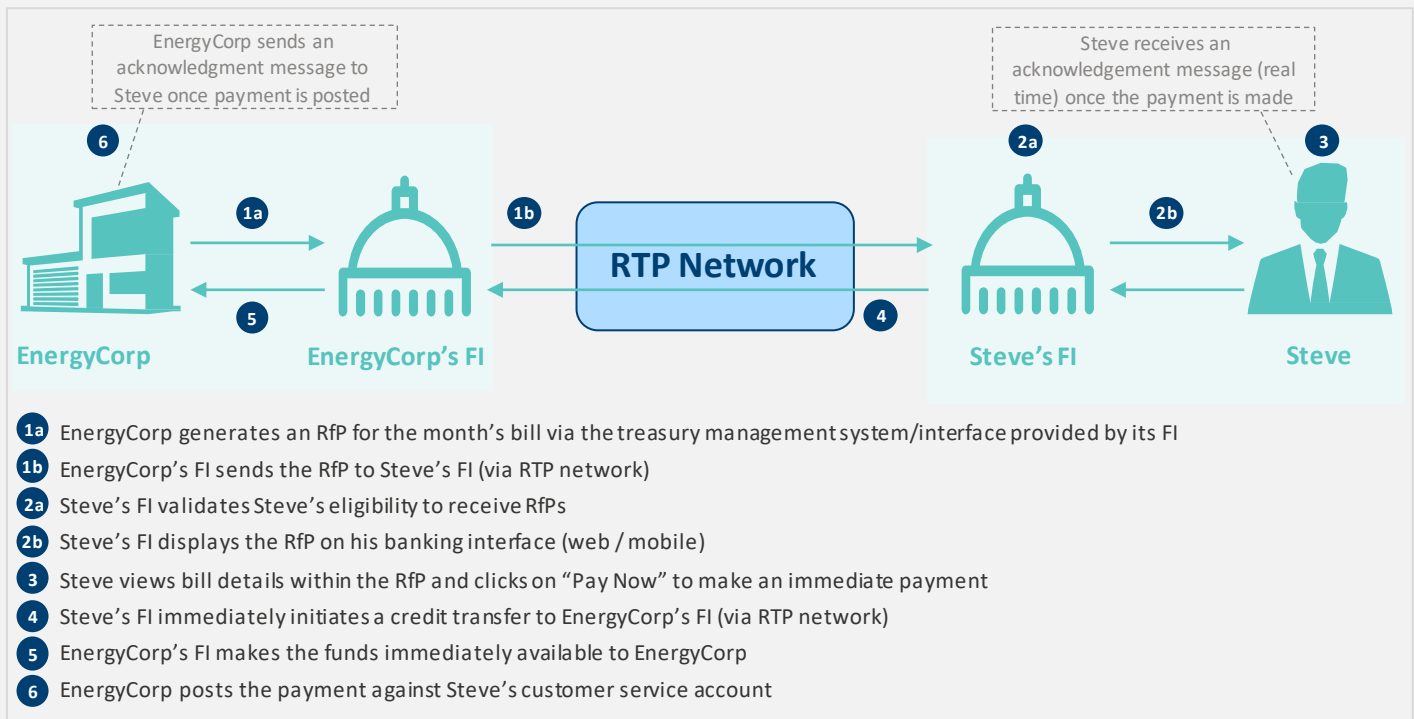 EnergyCorp sends an
acknowledgment message to
Steve once payment is posted
Steve receives an
acknowledgement message (real
time) once the payment is made
6
2a
3
1a
1b
2b
RTP Network
5
4
EnergyCorp
EnergyCorp's FI
Steve's FI
Steve
1a EnergyCorp generates an RfP for the month's bill via the treasury management system/interface provided by its FI
1b EnergyCorp's FI sends the RfP to Steve's FI (via RTP network)
2a Steve's FI validates Steve's eligibility to receive RfPs
2b Steve's FI displays the RfP on his banking interface (web / mobile)
3 Steve views bill details within the RfP and clicks on "Pay Now" to make an immediate payment
4 Steve's FI immediately initiates a credit transfer to EnergyCorp's FI (via RTP network)
5 EnergyCorp's FI makes the funds immediately available to EnergyCorp
6 EnergyCorp posts the payment against Steve's customer service account